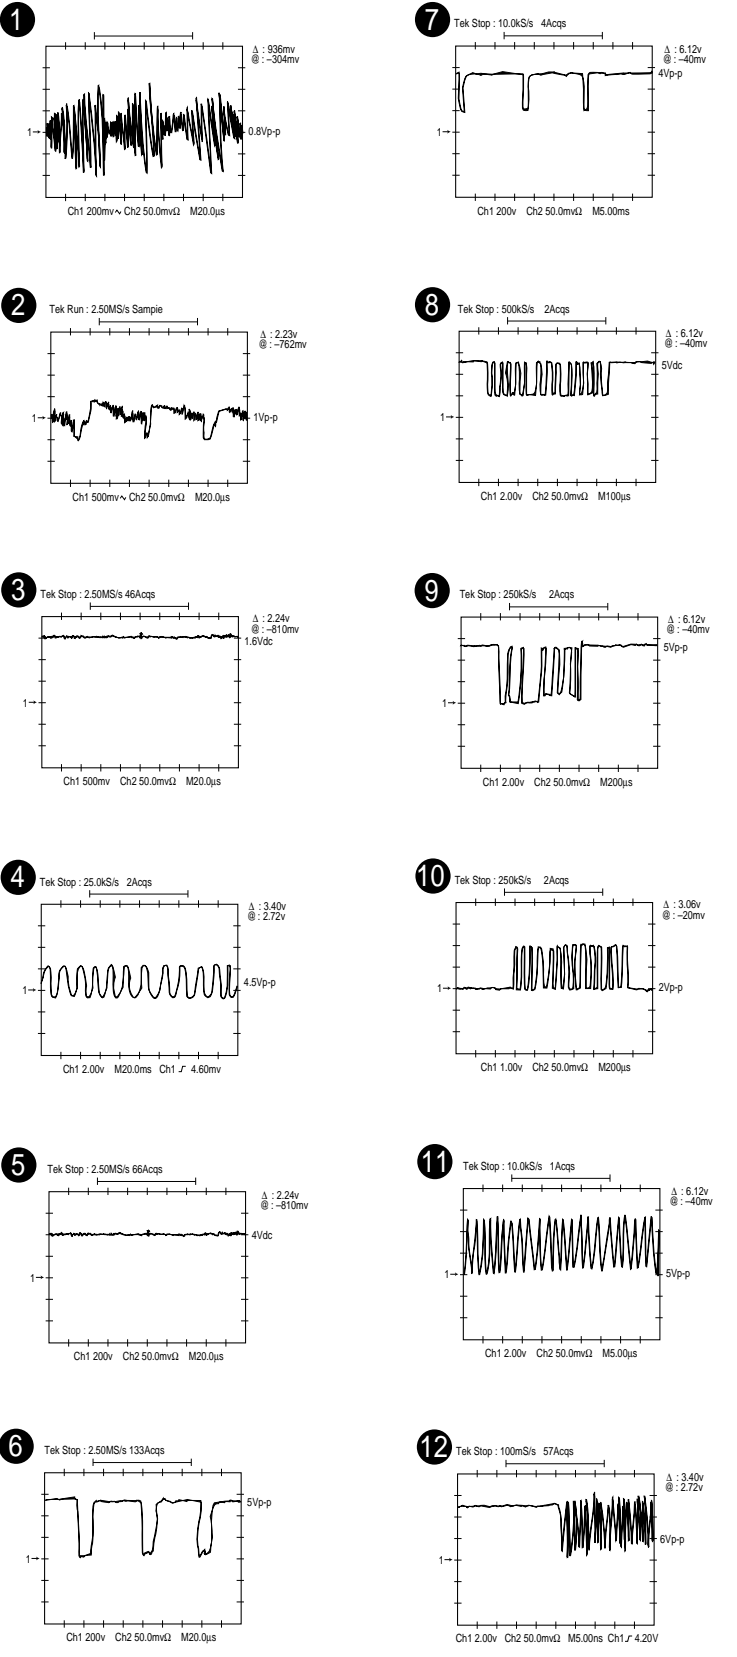 1
Δ : 936mv
@ : –304mv
1→
0.8Vp-p
Ch1 200mv∿ Ch2 50.0mvΩ M20.0µs
2
Tek Run : 2.50MS/s Sampie
Δ : 2.23v
@ : –762mv
1→
1Vp-p
Ch1 500mv∿ Ch2 50.0mvΩ M20.0µs
3
Tek Stop : 2.50MS/s 46Acqs
Δ : 2.24v
@ : –810mv
1.6Vdc
1→
Ch1 500mv Ch2 50.0mvΩ M20.0µs
4
Tek Stop : 25.0kS/s 2Acqs
Δ : 3.40v
@ : 2.72v
4.5Vp-p
1→
Ch1 2.00v M20.0ms Ch1 ƒ 4.60mv
5
Tek Stop : 2.50MS/s 66Acqs
Δ : 2.24v
@ : –810mv
4Vdc
1→
Ch1 200v Ch2 50.0mvΩ M20.0µs
6
Tek Stop : 2.50MS/s 133Acqs
5Vp-p
1→
Ch1 200v Ch2 50.0mvΩ M20.0µs
7
Tek Stop : 10.0kS/s 4Acqs
Δ : 6.12v
@ : –40mv
4Vp-p
1→
Ch1 200v Ch2 50.0mvΩ M5.00ms
8
Tek Stop : 500kS/s 2Acqs
Δ : 6.12v
@ : –40mv
5Vdc
1→
Ch1 2.00v Ch2 50.0mvΩ M100µs
9
Tek Stop : 250kS/s 2Acqs
Δ : 6.12v
@ : –40mv
5Vp-p
1→
Ch1 2.00v Ch2 50.0mvΩ M200µs
10
Tek Stop : 250kS/s 2Acqs
Δ : 3.06v
@ : –20mv
1→
2Vp-p
Ch1 1.00v Ch2 50.0mvΩ M200µs
11
Tek Stop : 10.0kS/s 1Acqs
Δ : 6.12v
@ : –40mv
1→
5Vp-p
Ch1 2.00v Ch2 50.0mvΩ M5.00µs
12
Tek Stop : 100mS/s 57Acqs
Δ : 3.40v
@ : 2.72v
6Vp-p
1→
Ch1 2.00v Ch2 50.0mvΩ M5.00ns Ch1 ƒ 4.20V